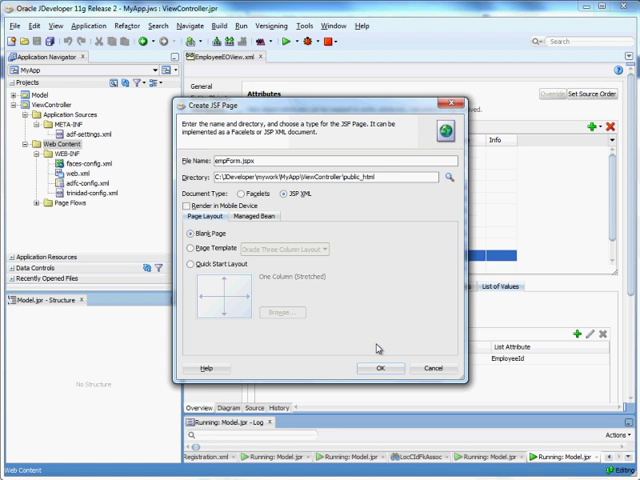 Oracle JDeveloper 11g Release 2 - MyApp.jws : ViewController.jpr
File Edit View Application Refactor Search Navigate Build Run Versioning Tools Window Help
Search
Application Navigator
EmployeeEOView.xml
MyApp
Projects
General
Attributes
Model
ViewController
Application Sources
META-INF
adf-settings.xml
Web Content
WEB-INF
faces-config.xml
web.xml
adfc-config.xml
trinidad-config.xml
Page Flows
Application Resources
Data Controls
Recently Opened Files
Override Set Source Order
Info
Create JSF Page
Enter the name and directory, and choose a type for the JSF Page. It can be
implemented as a Facelets or JSP XML document.
File Name: empForm.jspx
Directory: C:\JDeveloper\mywork\MyApp\ViewController\public_html
Document Type: Facelets JSP XML
Render in Mobile Device
Page Layout Managed Bean
Blank Page
Page Template Oracle Three Column Layout
Quick Start Layout
One Column (Stretched)
Browse...
Help OK Cancel
List of Values
List Attribute
EmployeeId
Model.jpr - Structure
No Structure
Overview Diagram Source History
Running: Model.jpr - Log
Actions
Registration.xml Running: Model.jpr Running: Model.jpr LocCtIdFkAssoc Running: Model.jpr Running: Model.jpr
Web Content
Editing